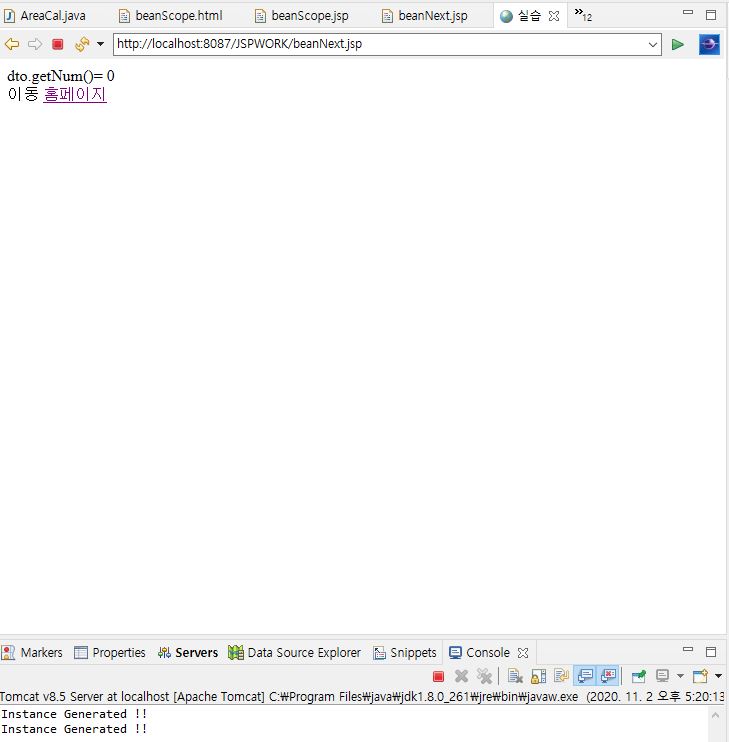 AreaCal.java beanScope.html beanScope.jsp beanNext.jsp 실습 »12
http://localhost:8087/JSPWORK/beanNext.jsp
dto.getNum()= 0
이동 홈페이지
Markers Properties Servers Data Source Explorer Snippets Console
Tomcat v8.5 Server at localhost [Apache Tomcat] C:₩Program Files₩java₩jdk1.8.0_261₩jre₩bin₩javaw.exe (2020. 11. 2 오후 5:20:13
Instance Generated !!
Instance Generated !!